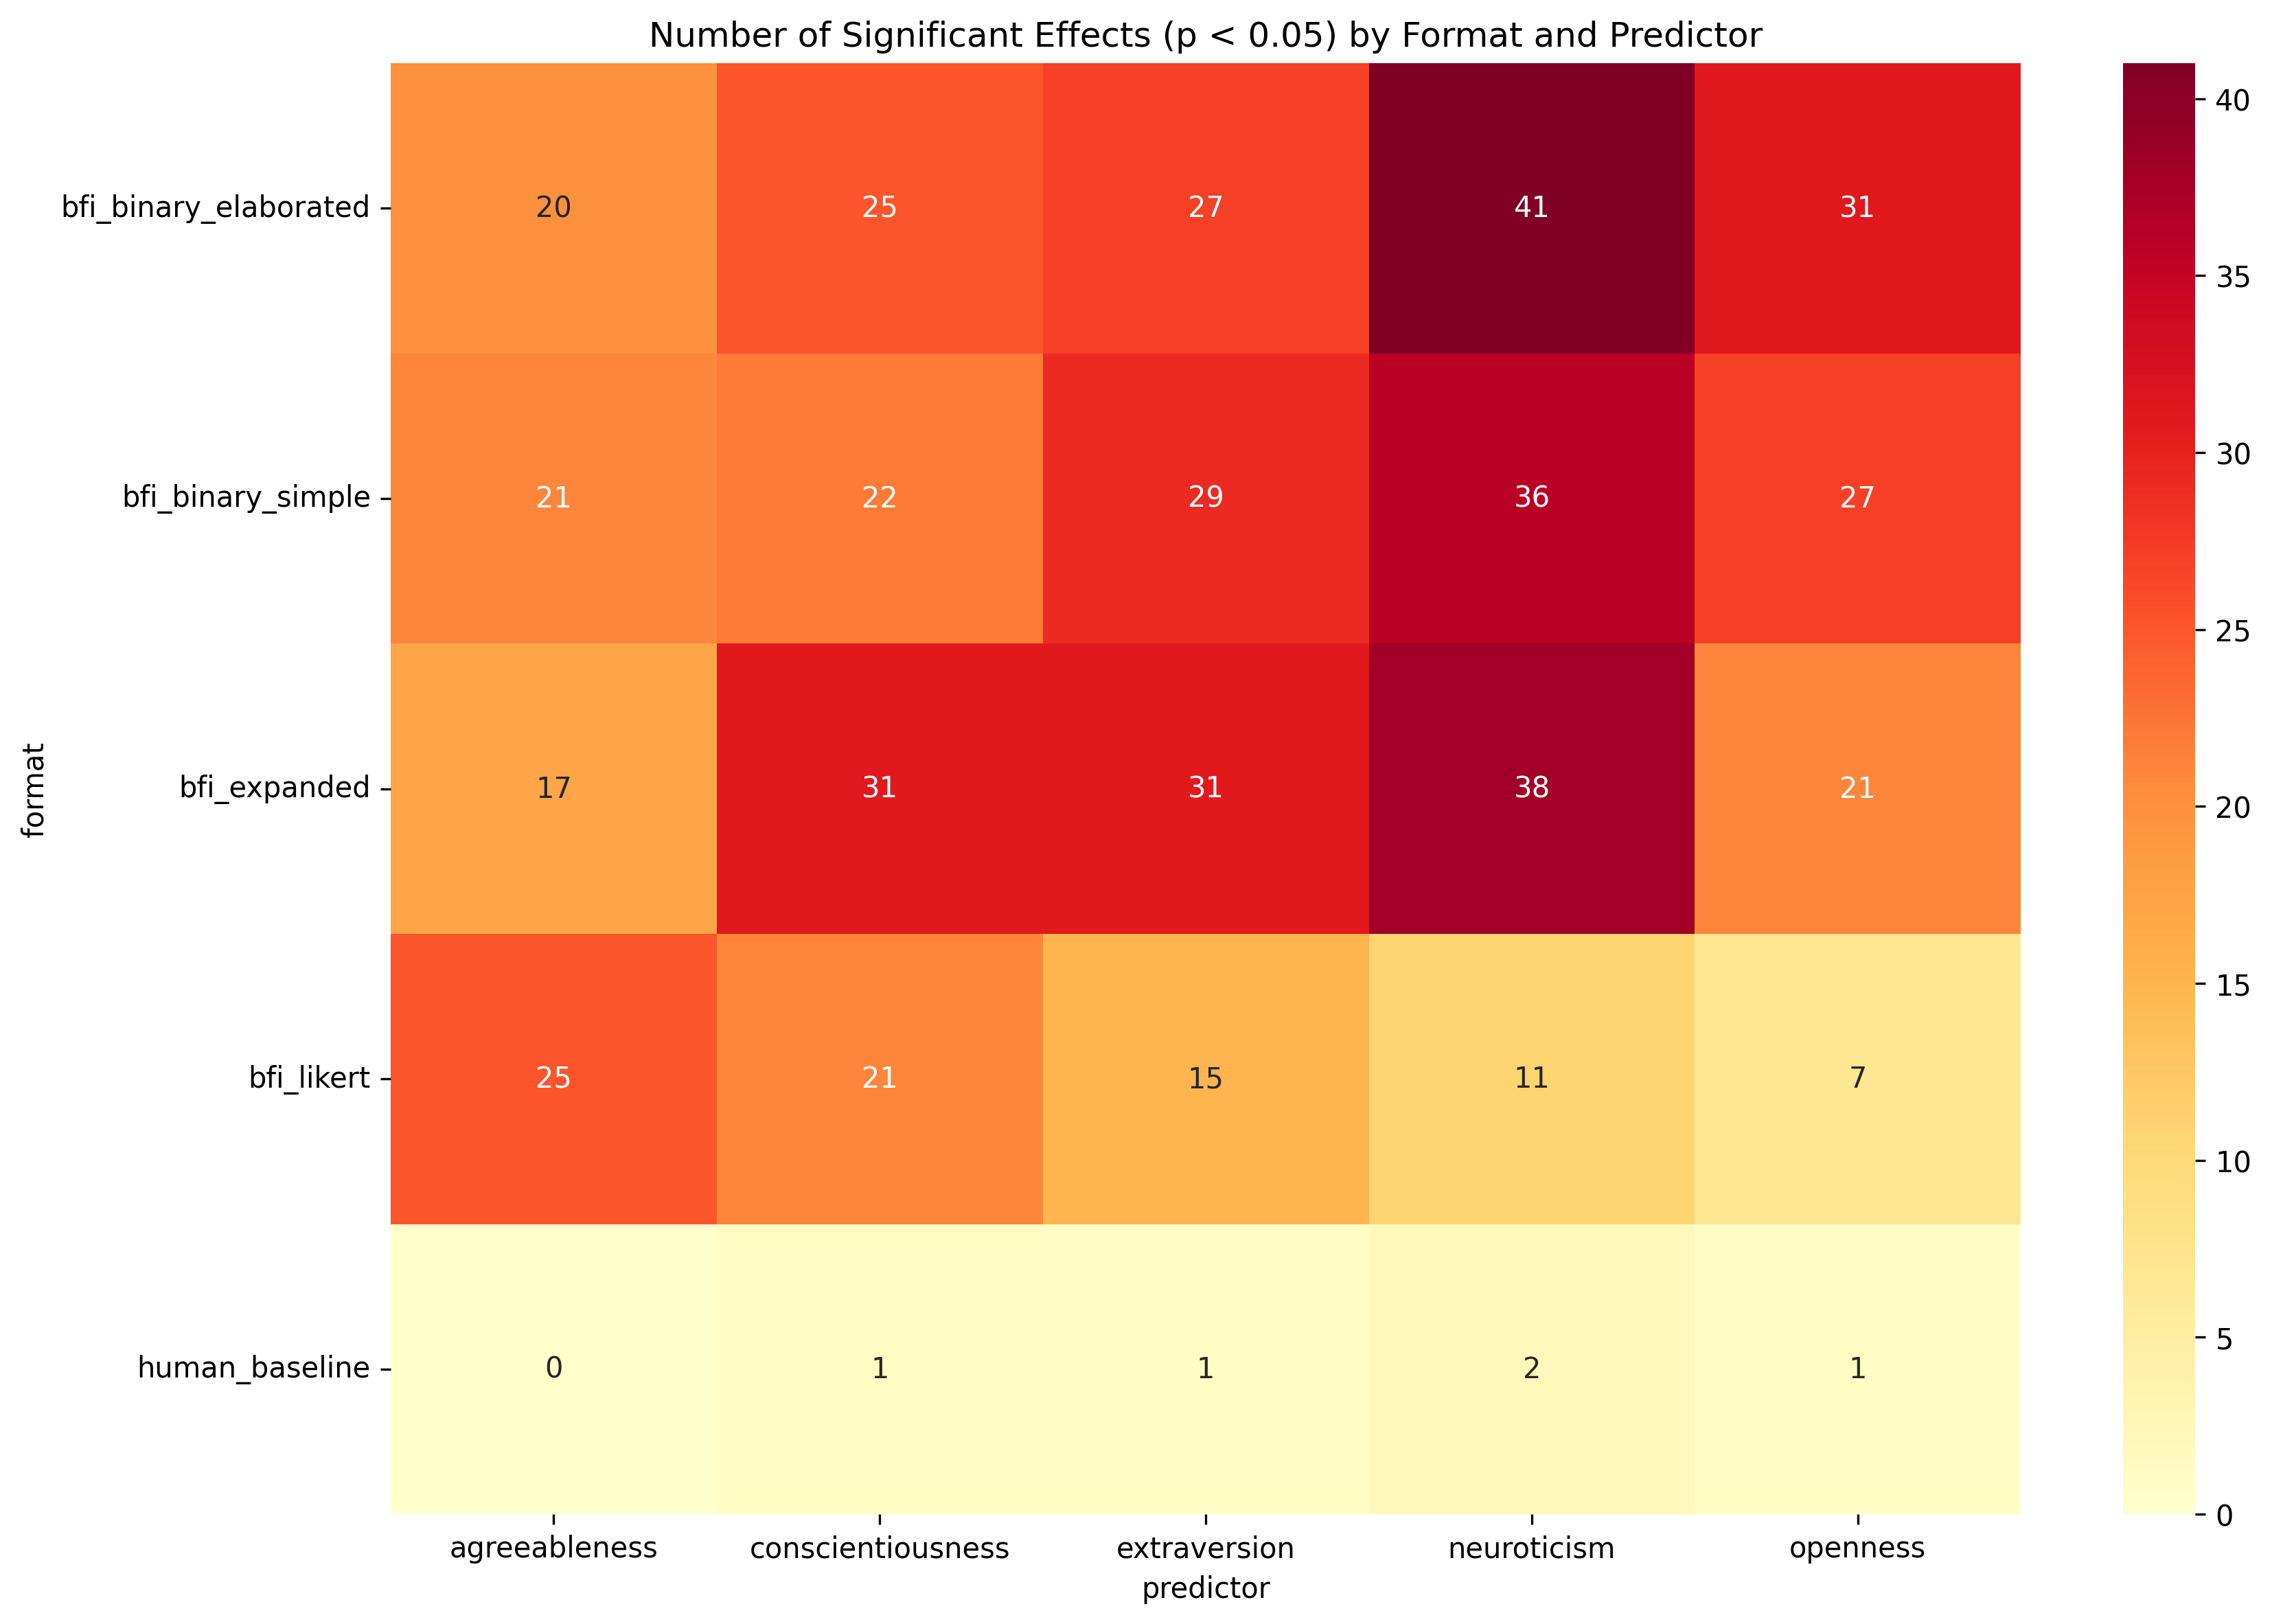 Number of Significant Effects (p < 0.05) by Format and Predictor
bfi_binary_elaborated 20 25 27 41 31
bfi_binary_simple 21 22 29 36 27
bfi_expanded 17 31 31 38 21
bfi_likert 25 21 15 11 7
human_baseline 0 1 1 2 1
format
agreeableness conscientiousness extraversion neuroticism openness
predictor
40
35
30
25
20
15
10
5
0